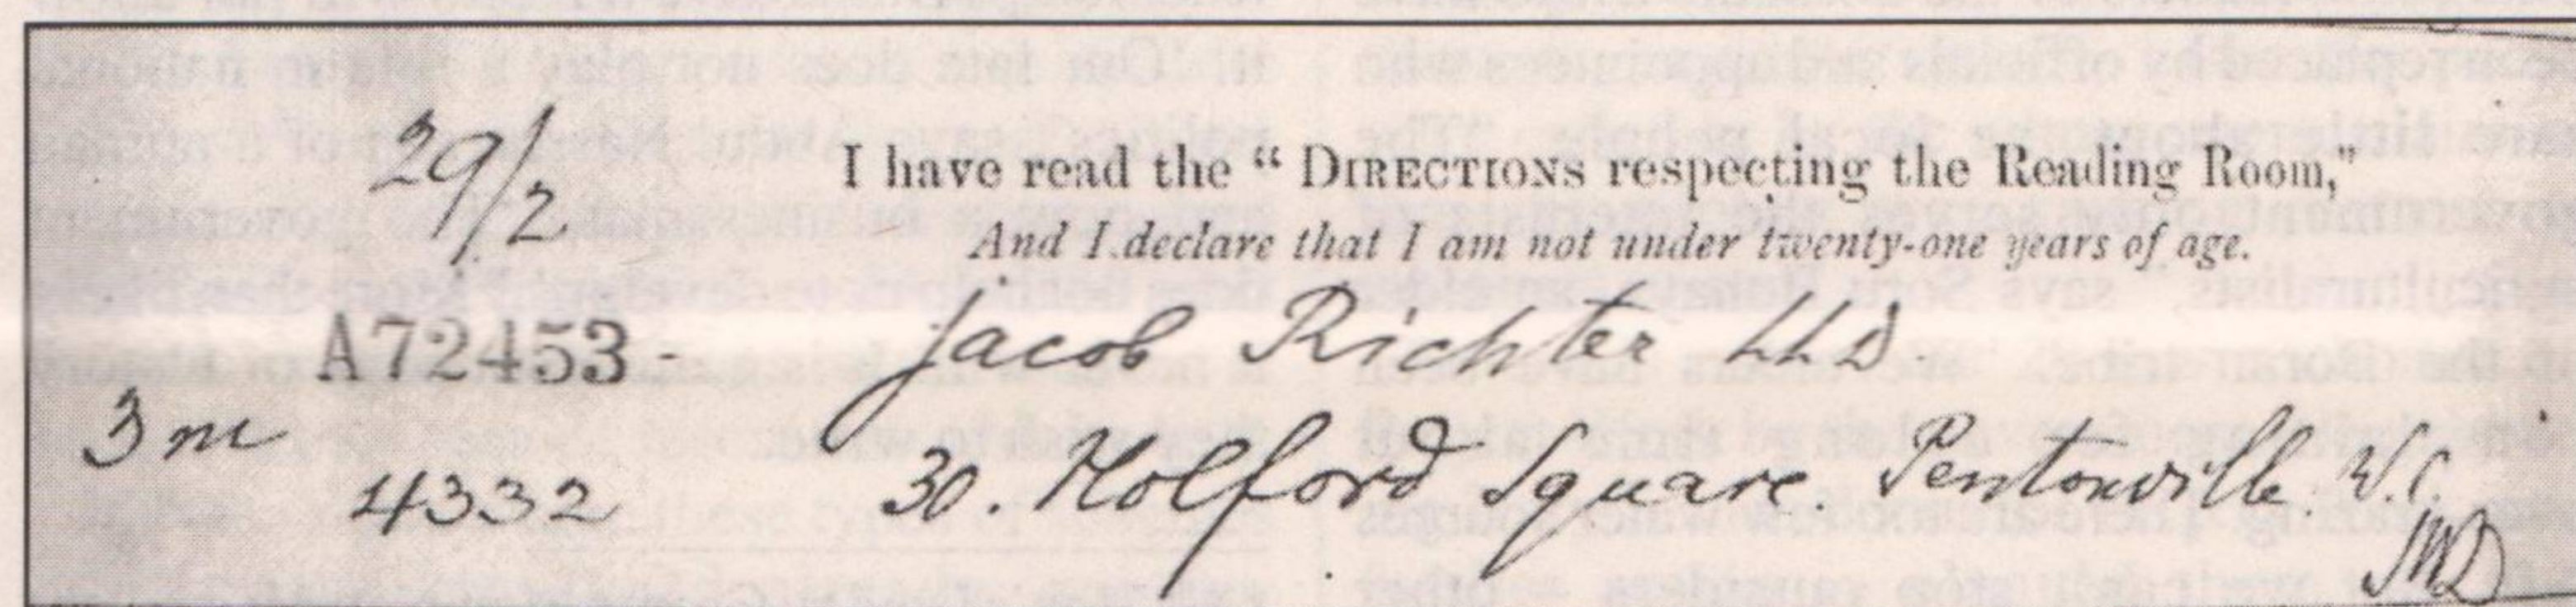 29/2
I have read the “DIRECTIONS respecting the Reading Room,”
And I declare that I am not under twenty-one years of age.
A72453 -
Jacob Richter LLD.
3m
4332
30. Holford Square. Pentonville. W.C.